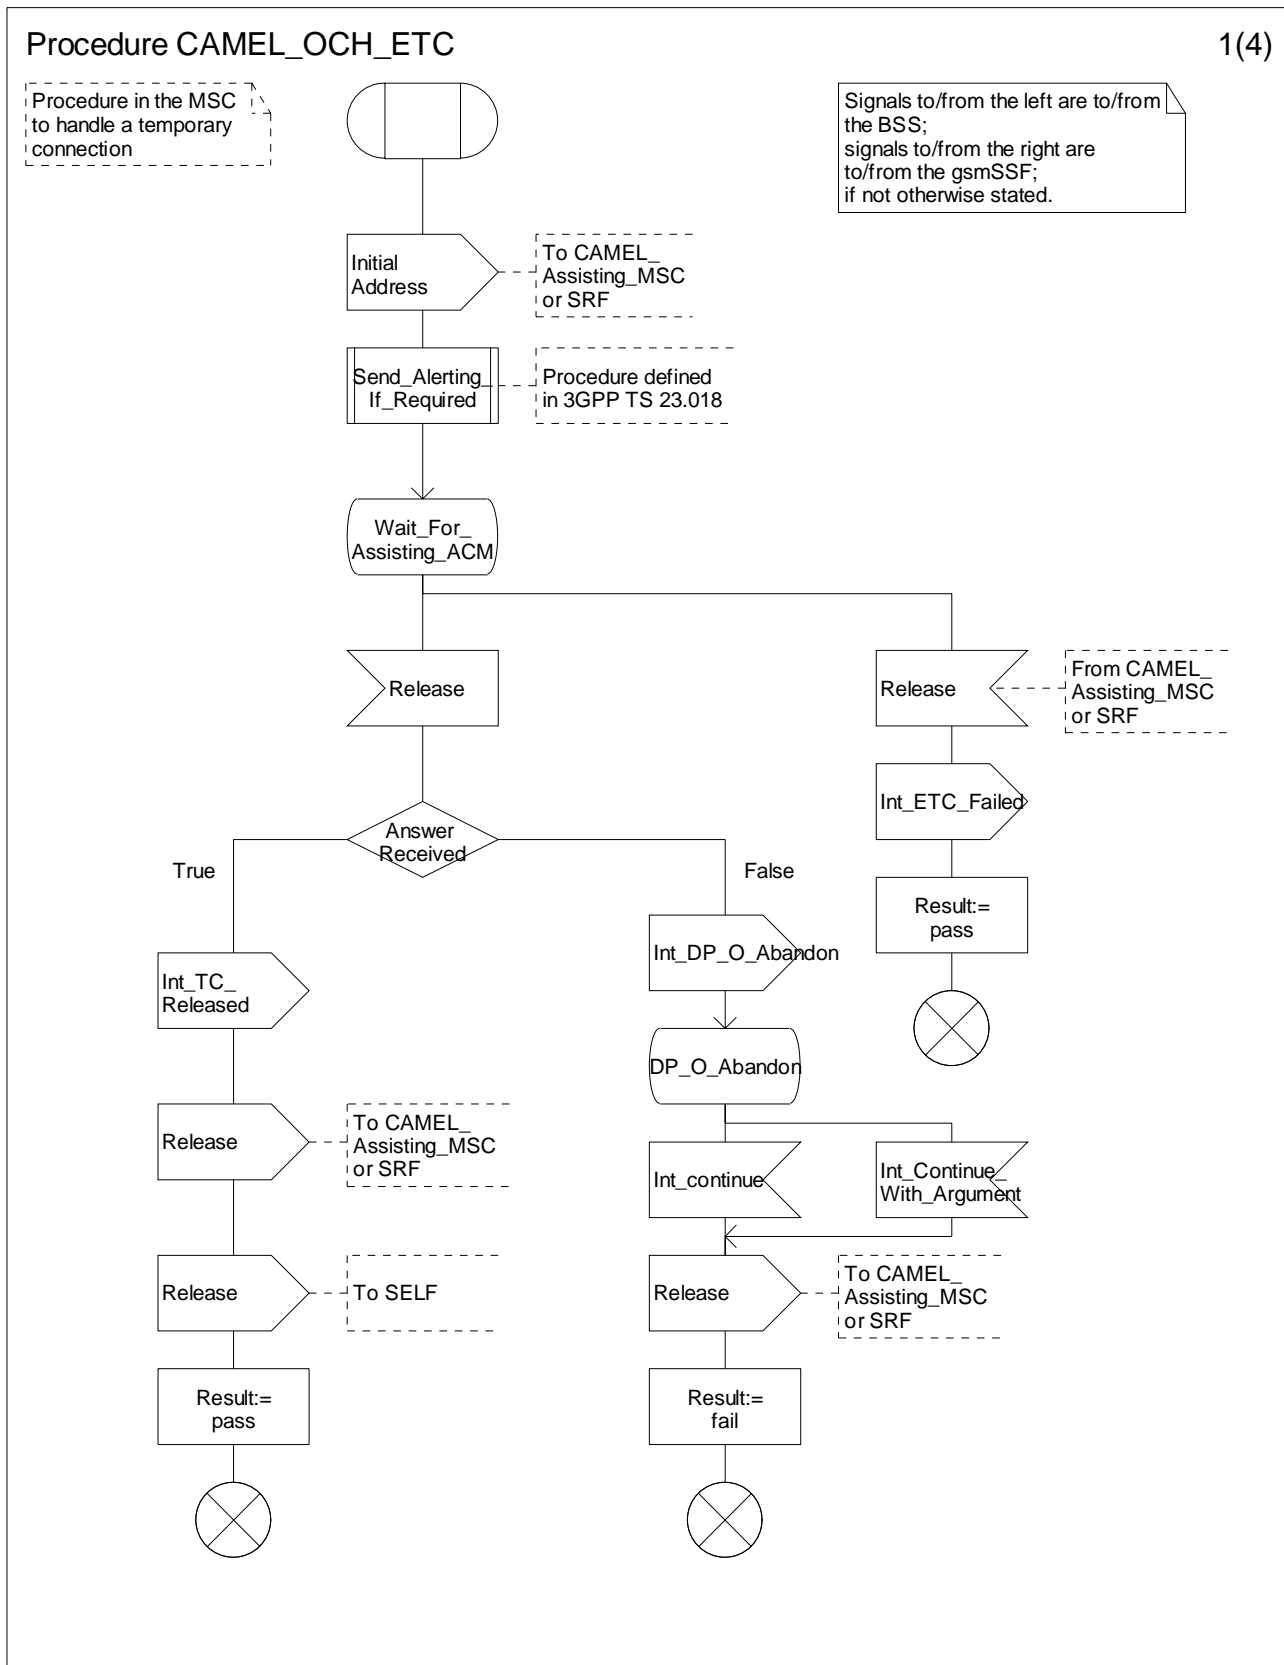 Procedure CAMEL_OCH_ETC
1(4)
Procedure in the MSC
to handle a temporary
connection
Signals to/from the left are to/from
the BSS;
signals to/from the right are
to/from the gsmSSF;
if not otherwise stated.
Initial
Address
To CAMEL_
Assisting_MSC
or SRF
Send_Alerting_
If_Required
Procedure defined
in 3GPP TS 23.018
Wait_For_
Assisting_ACM
Release
Release
From CAMEL_
Assisting_MSC
or SRF
Int_ETC_Failed
Answer
Received
True
False
Result:=
pass
Int_DP_O_Abandon
Int_TC_
Released
DP_O_Abandon
Release
To CAMEL_
Assisting_MSC
or SRF
Int_continue
Int_Continue_
With_Argument
Release
To SELF
Release
To CAMEL_
Assisting_MSC
or SRF
Result:=
pass
Result:=
fail